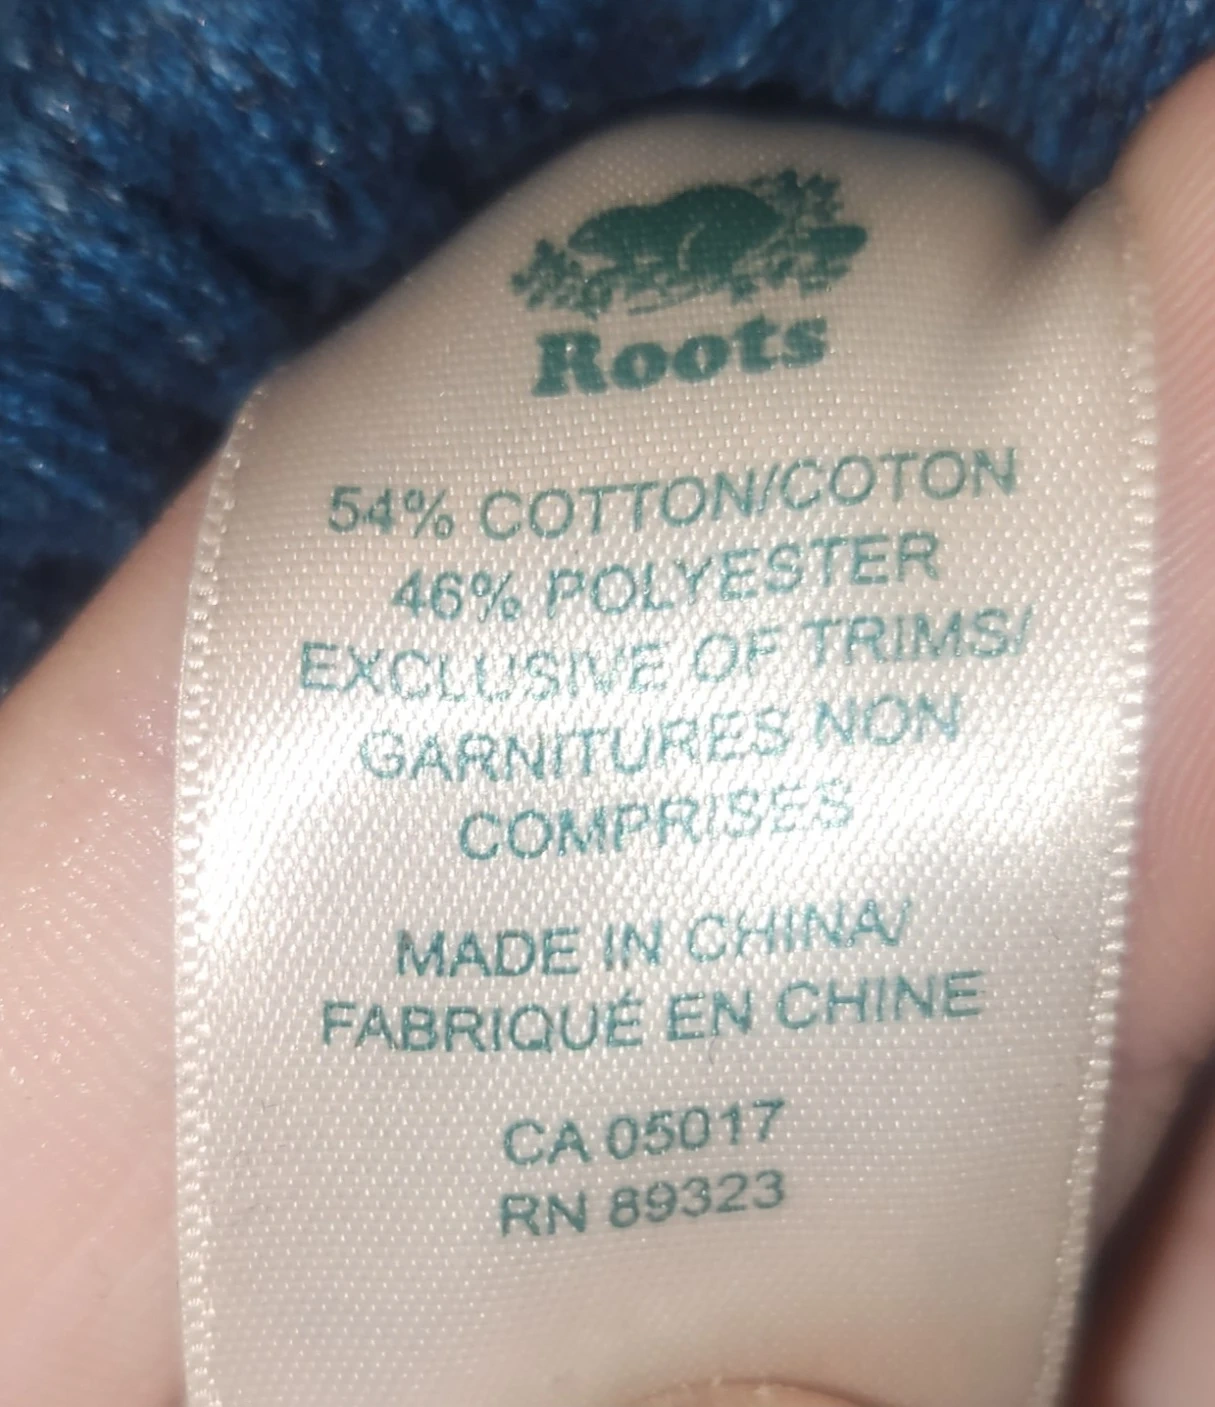 Roots
54% COTTON/COTON
46% POLYESTER
EXCLUSIVE OF TRIMS/
GARNITURES NON
COMPRISES
MADE IN CHINA/
FABRIQUÉ EN CHINE
CA 05017
RN 89323